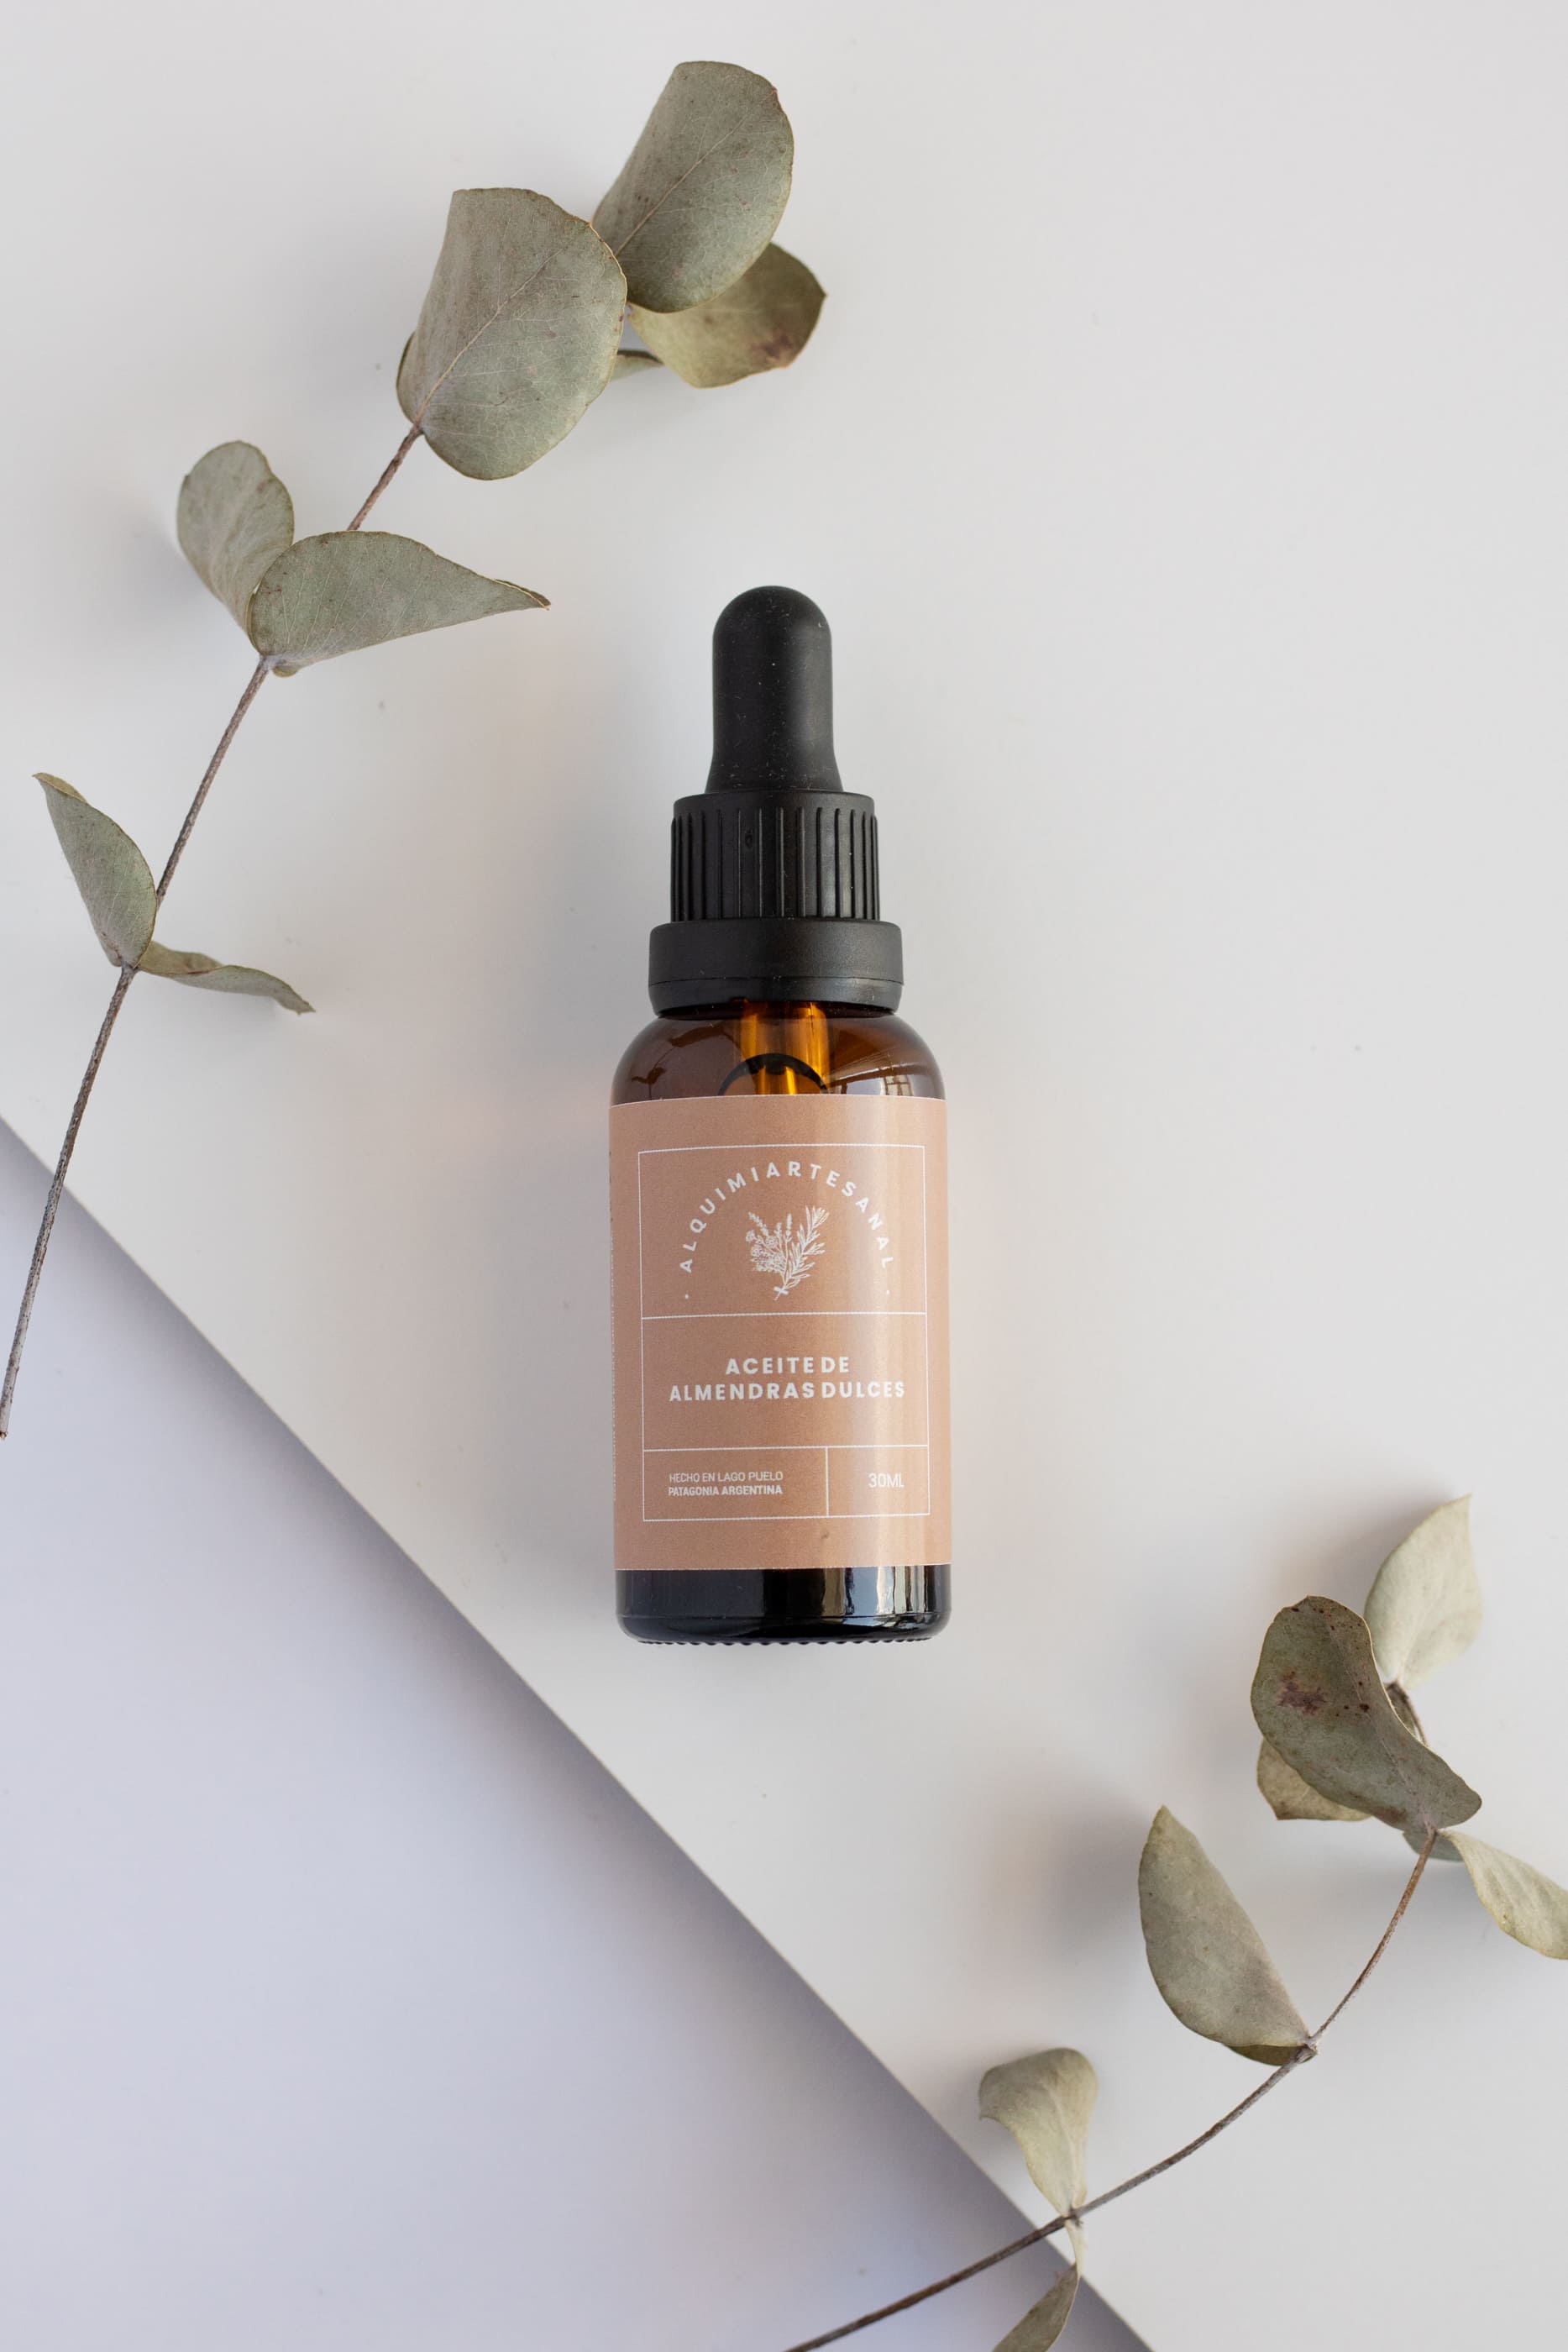 ALQUIMIARTESANAL
ACEITE DE
ALMENDRAS DULCES
HECHO EN LAGO PUELO
PATAGONIA ARGENTINA
30ML